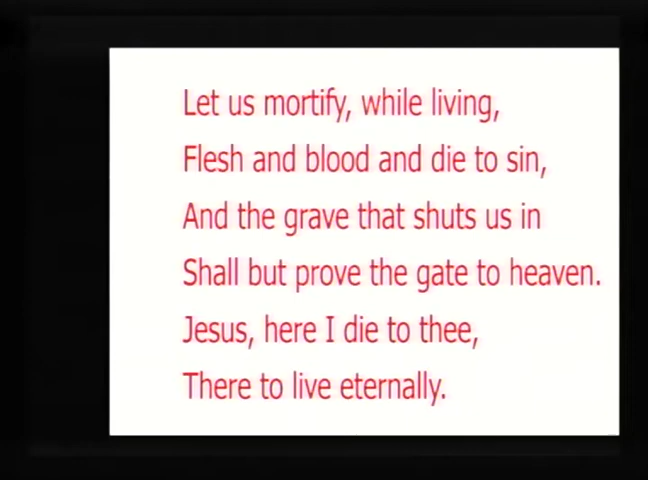 Let us mortify, while living,
Flesh and blood and die to sin,
And the grave that shuts us in
Shall but prove the gate to heaven.
Jesus, here I die to thee,
There to live eternally.